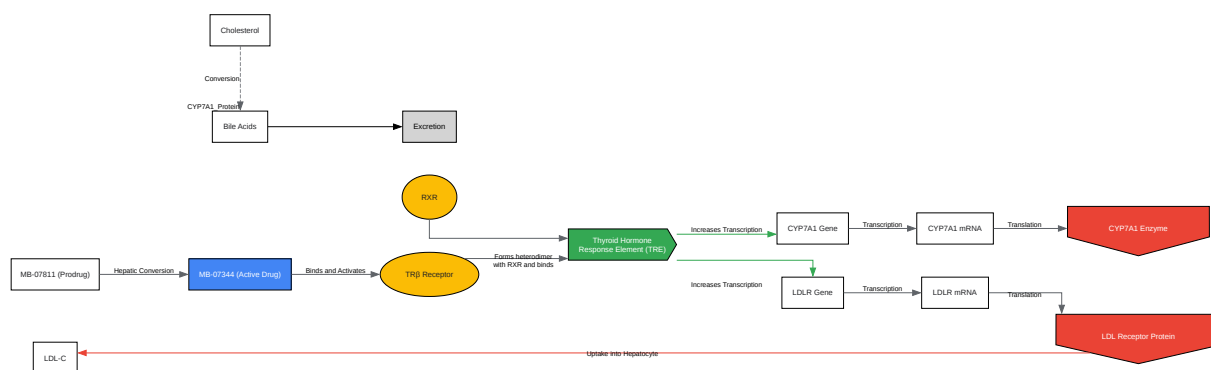 Cholesterol
Conversion
CYP7A1_Protein
Bile Acids
Excretion
RXR
Increases Transcription
CYP7A1 Gene
Transcription
CYP7A1 mRNA
Translation
CYP7A1 Enzyme
Thyroid Hormone
Response Element (TRE)
MB-07811 (Prodrug)
Hepatic Conversion
MB-07344 (Active Drug)
Binds and Activates
TRβ Receptor
Forms heterodimer
with RXR and binds
Increases Transcription
LDLR Gene
Transcription
LDLR mRNA
Translation
LDL Receptor Protein
LDL-C
Uptake into Hepatocyte